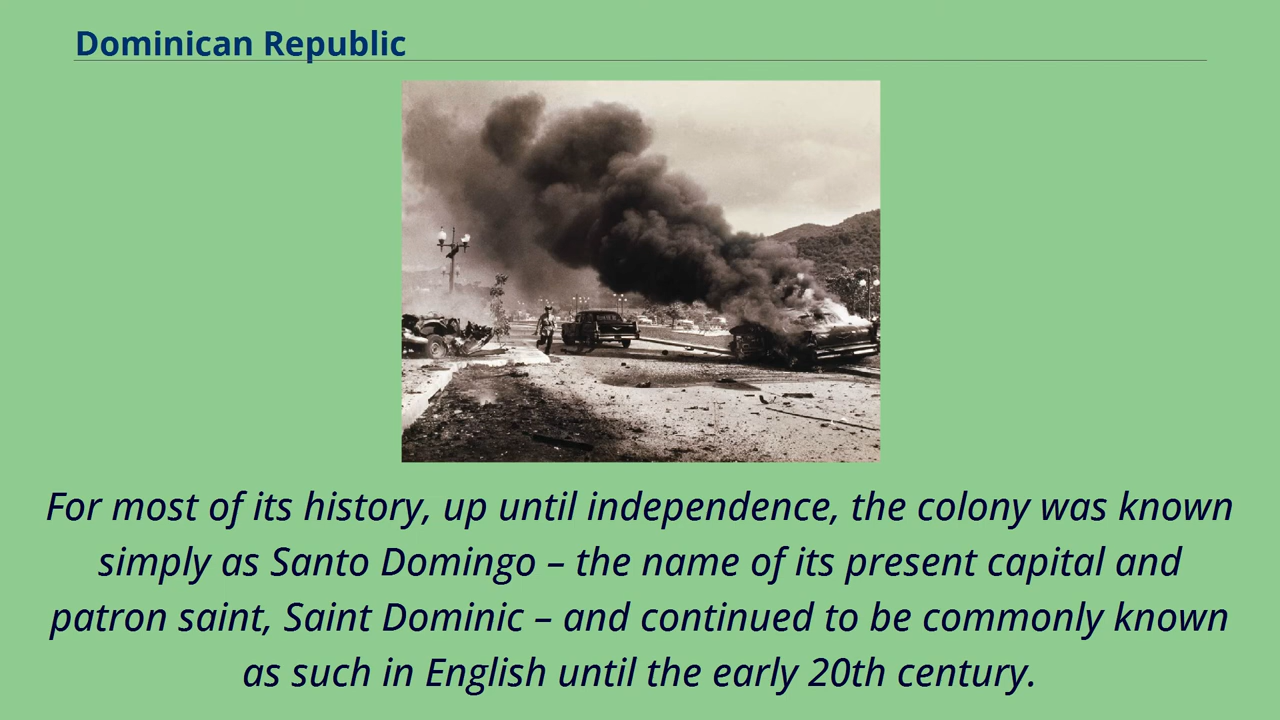 Dominican Republic
For most of its history, up until independence, the colony was known
simply as Santo Domingo – the name of its present capital and
patron saint, Saint Dominic – and continued to be commonly known
as such in English until the early 20th century.